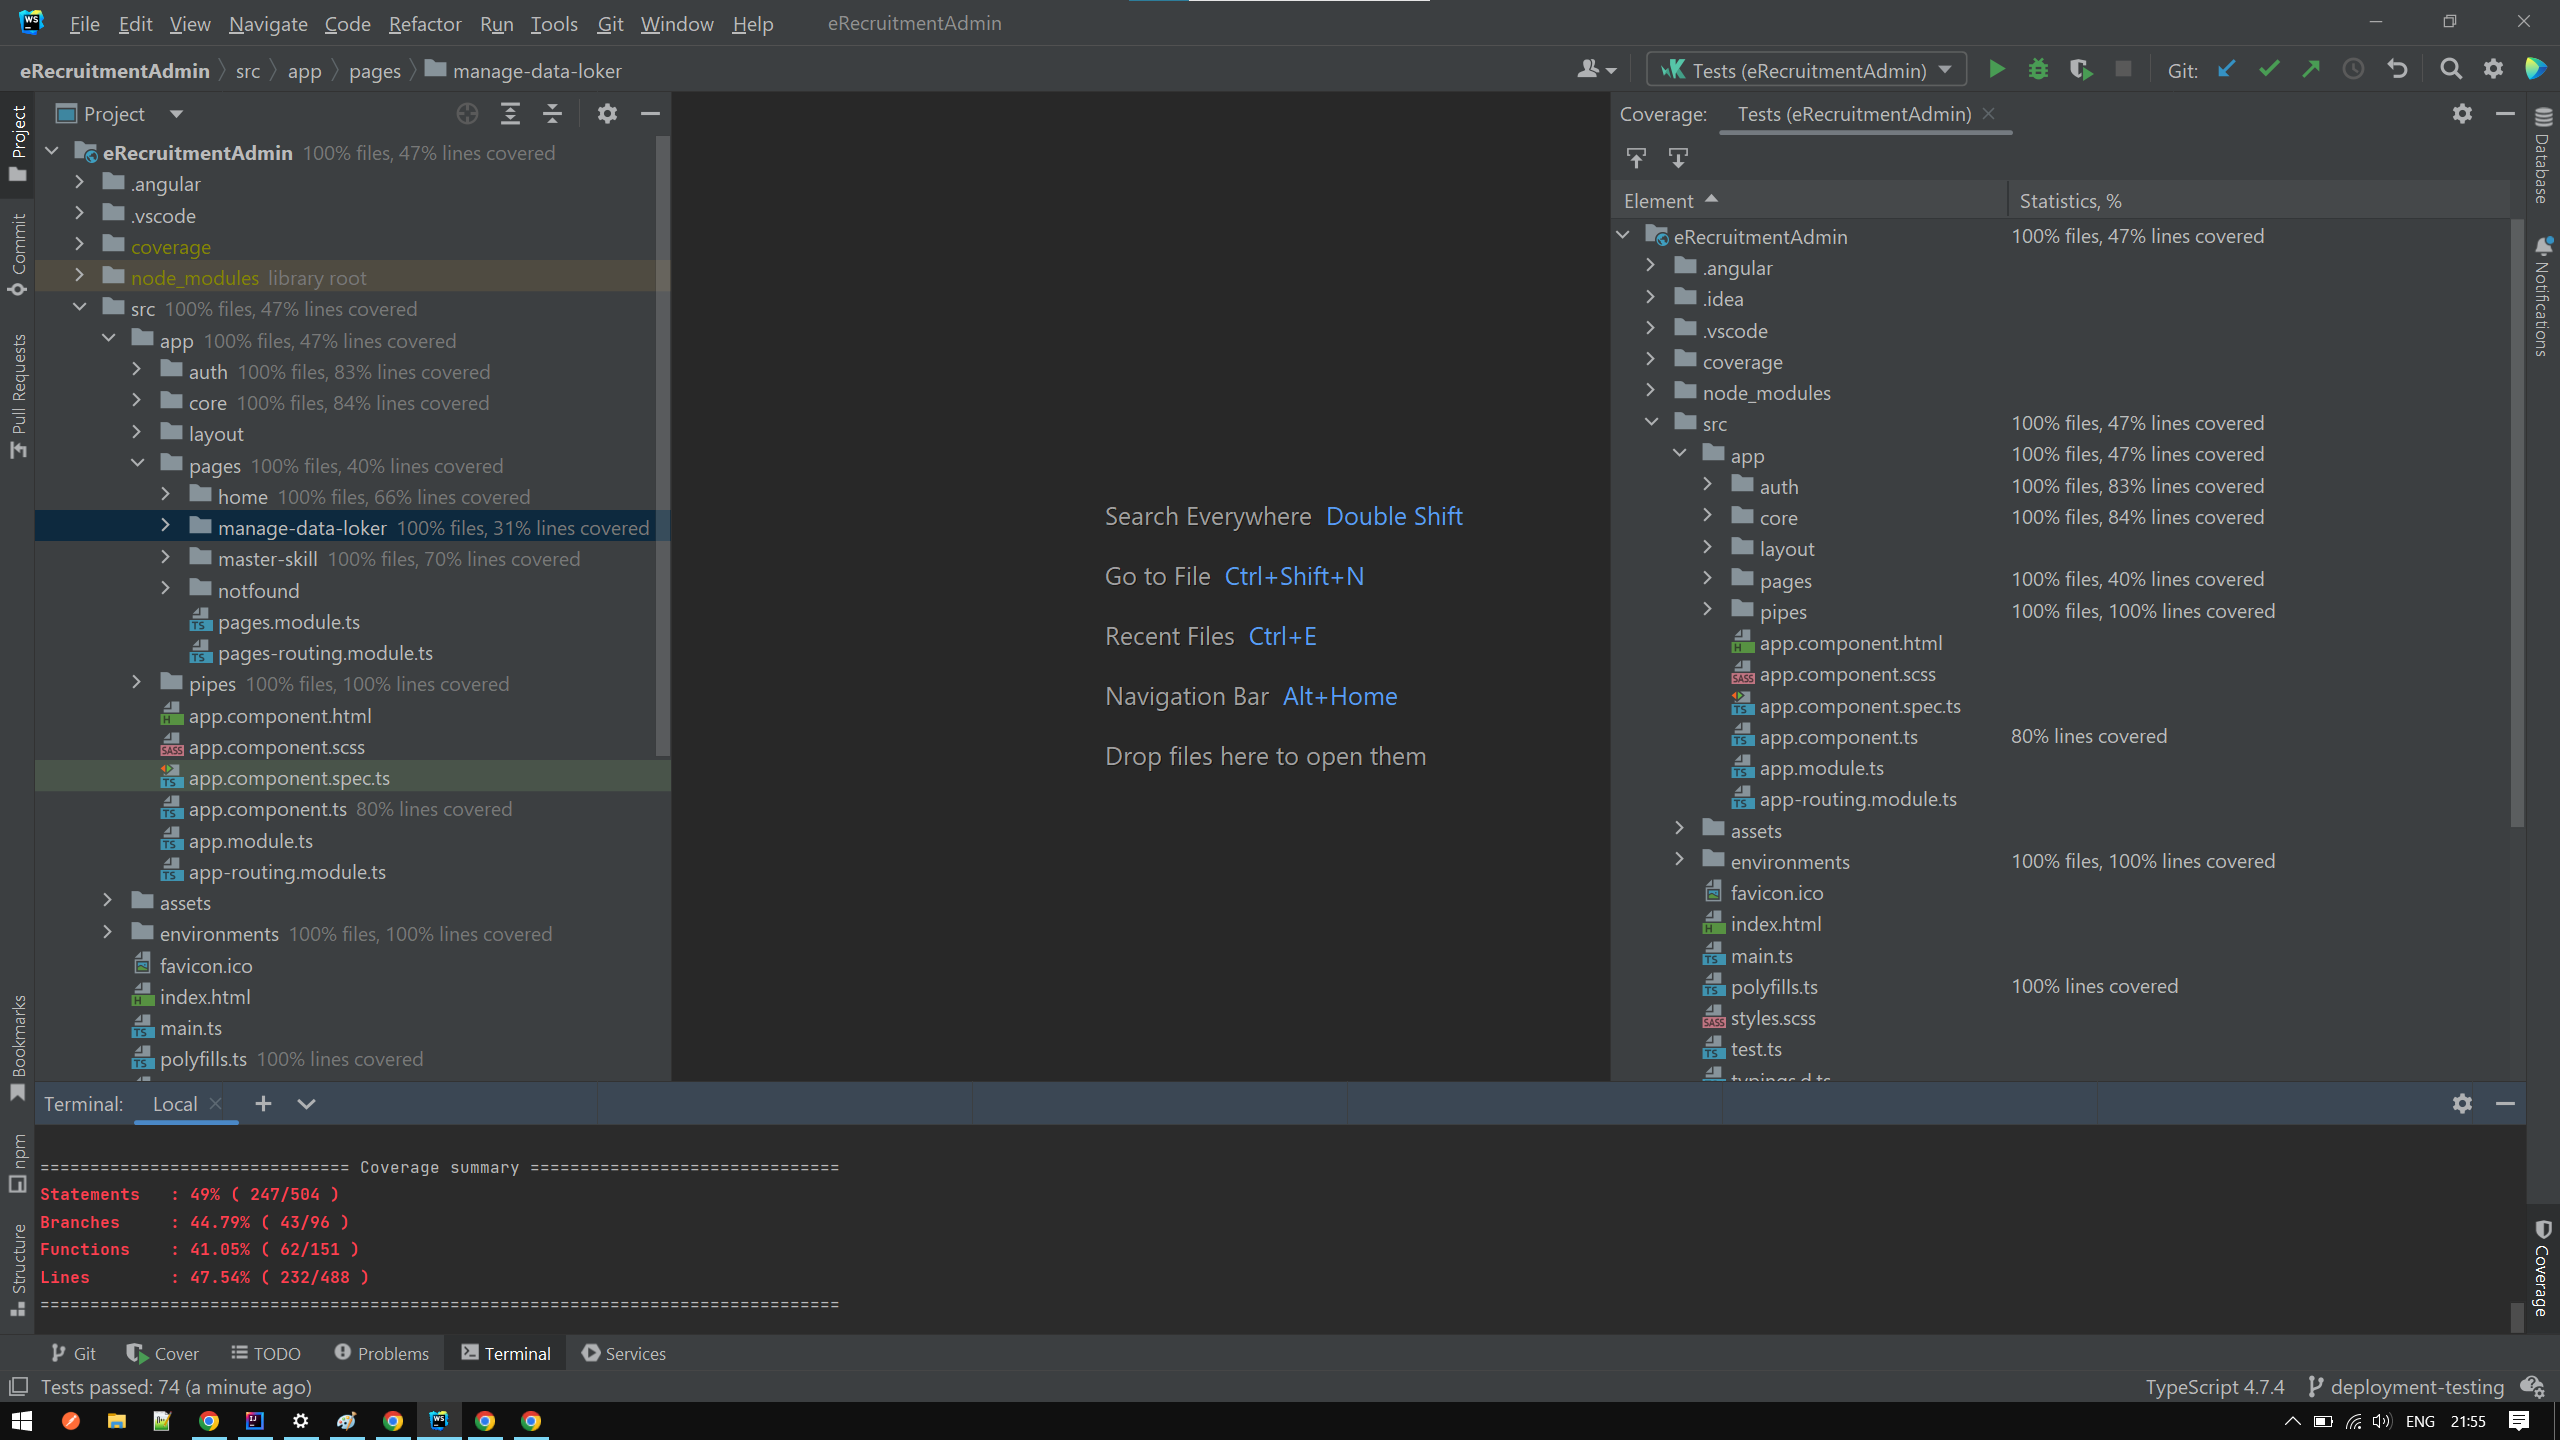 File Edit View Navigate Code Refactor Run Tools Git Window Help eRecruitmentAdmin
eRecruitmentAdmin src app pages manage-data-loker
Tests (eRecruitmentAdmin)
Git:
Project
eRecruitmentAdmin 100% files, 47% lines covered
.angular
.vscode
coverage
node_modules library root
src 100% files, 47% lines covered
app 100% files, 47% lines covered
auth 100% files, 83% lines covered
core 100% files, 84% lines covered
layout
pages 100% files, 40% lines covered
home 100% files, 66% lines covered
manage-data-loker 100% files, 31% lines covered
master-skill 100% files, 70% lines covered
notfound
pages.module.ts
pages-routing.module.ts
pipes 100% files, 100% lines covered
app.component.html
app.component.scss
app.component.spec.ts
app.component.ts 80% lines covered
app.module.ts
app-routing.module.ts
assets
environments 100% files, 100% lines covered
favicon.ico
index.html
main.ts
polyfills.ts 100% lines covered
Project
Commit
Pull Requests
Bookmarks
npm
Structure
Search Everywhere Double Shift
Go to File Ctrl+Shift+N
Recent Files Ctrl+E
Navigation Bar Alt+Home
Drop files here to open them
Coverage: Tests (eRecruitmentAdmin)
Element Statistics, %
eRecruitmentAdmin 100% files, 47% lines covered
.angular
.idea
.vscode
coverage
node_modules
src 100% files, 47% lines covered
app 100% files, 47% lines covered
auth 100% files, 83% lines covered
core 100% files, 84% lines covered
layout
pages 100% files, 40% lines covered
pipes 100% files, 100% lines covered
app.component.html
app.component.scss
app.component.spec.ts
app.component.ts 80% lines covered
app.module.ts
app-routing.module.ts
assets
environments 100% files, 100% lines covered
favicon.ico
index.html
main.ts
polyfills.ts 100% lines covered
styles.scss
test.ts
typings.d.ts
Database
Notifications
Coverage
Terminal: Local
=============================== Coverage summary ===============================
Statements : 49% ( 247/504 )
Branches : 44.79% ( 43/96 )
Functions : 41.05% ( 62/151 )
Lines : 47.54% ( 232/488 )
================================================================================
Git Cover TODO Problems Terminal Services
Tests passed: 74 (a minute ago)
TypeScript 4.7.4 deployment-testing
ENG 21:55